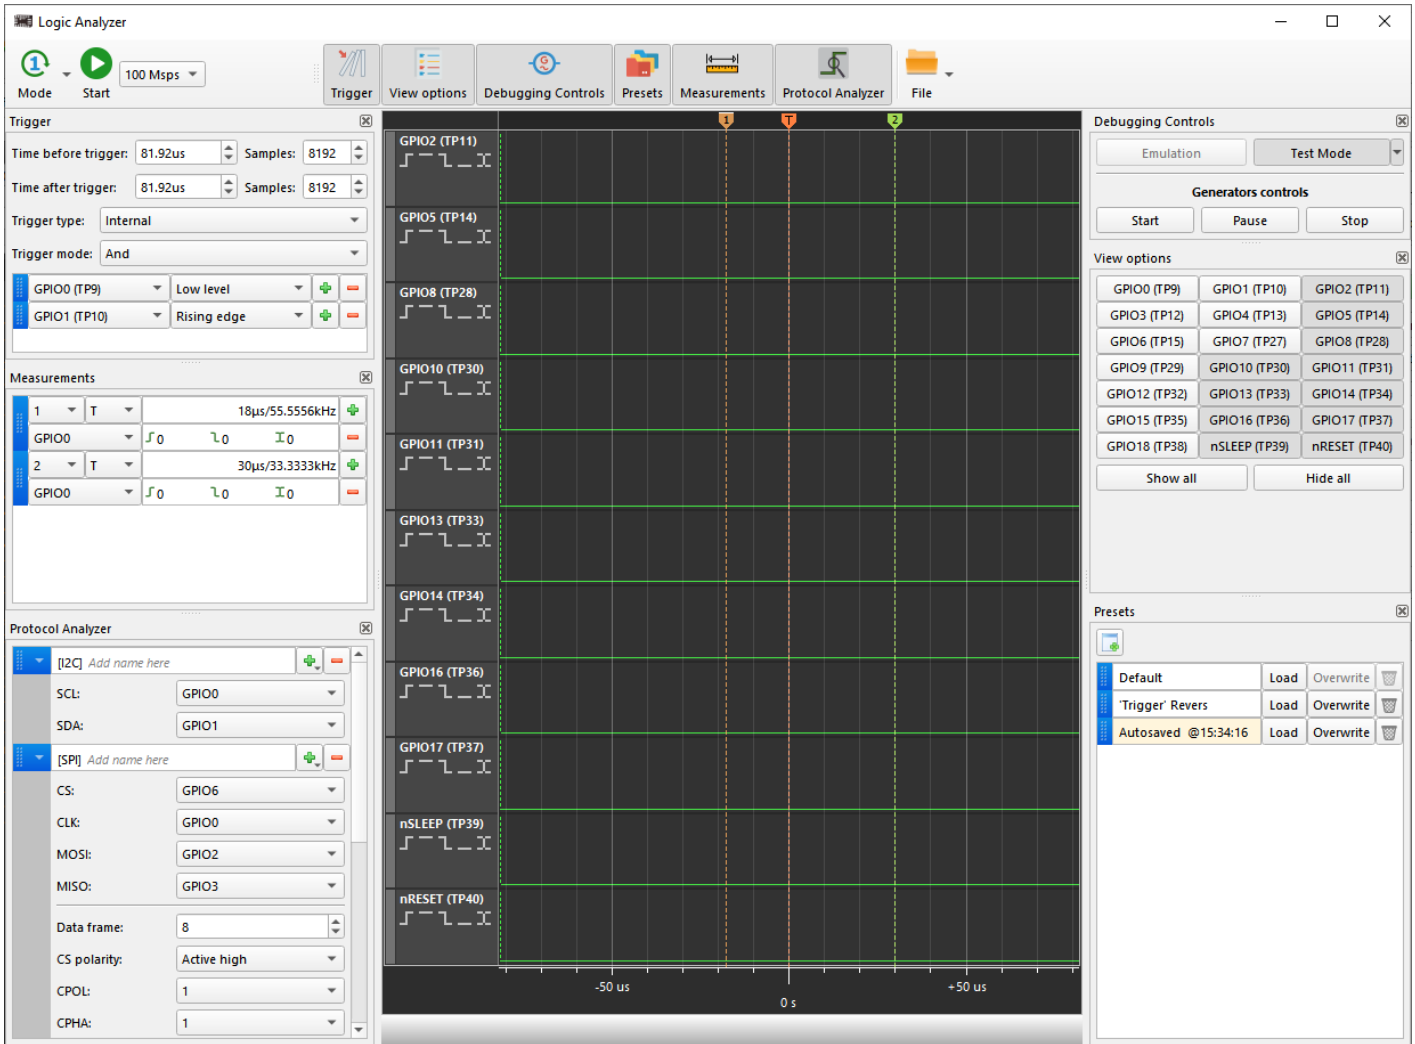 Logic Analyzer
Mode
Start
100 Msps
Trigger
View options
Debugging Controls
Presets
Measurements
Protocol Analyzer
File
Trigger
Time before trigger: 81.92us Samples: 8192
Time after trigger: 81.92us Samples: 8192
Trigger type: Internal
Trigger mode: And
GPIO0 (TP9) Low level
GPIO1 (TP10) Rising edge
Measurements
1 T 18µs/55.5556kHz
GPIO0 0 0 0
2 T 30µs/33.3333kHz
GPIO0 0 0 0
Protocol Analyzer
[I2C] Add name here
SCL: GPIO0
SDA: GPIO1
[SPI] Add name here
CS: GPIO6
CLK: GPIO0
MOSI: GPIO2
MISO: GPIO3
Data frame: 8
CS polarity: Active high
CPOL: 1
CPHA: 1
1 T 2
GPIO2 (TP11)
GPIO5 (TP14)
GPIO8 (TP28)
GPIO10 (TP30)
GPIO11 (TP31)
GPIO13 (TP33)
GPIO14 (TP34)
GPIO16 (TP36)
GPIO17 (TP37)
nSLEEP (TP39)
nRESET (TP40)
-50 us
0 s
+50 us
Debugging Controls
Emulation Test Mode
Generators controls
Start Pause Stop
View options
GPIO0 (TP9) GPIO1 (TP10) GPIO2 (TP11)
GPIO3 (TP12) GPIO4 (TP13) GPIO5 (TP14)
GPIO6 (TP15) GPIO7 (TP27) GPIO8 (TP28)
GPIO9 (TP29) GPIO10 (TP30) GPIO11 (TP31)
GPIO12 (TP32) GPIO13 (TP33) GPIO14 (TP34)
GPIO15 (TP35) GPIO16 (TP36) GPIO17 (TP37)
GPIO18 (TP38) nSLEEP (TP39) nRESET (TP40)
Show all Hide all
Presets
Default Load Overwrite
'Trigger' Revers Load Overwrite
Autosaved @15:34:16 Load Overwrite